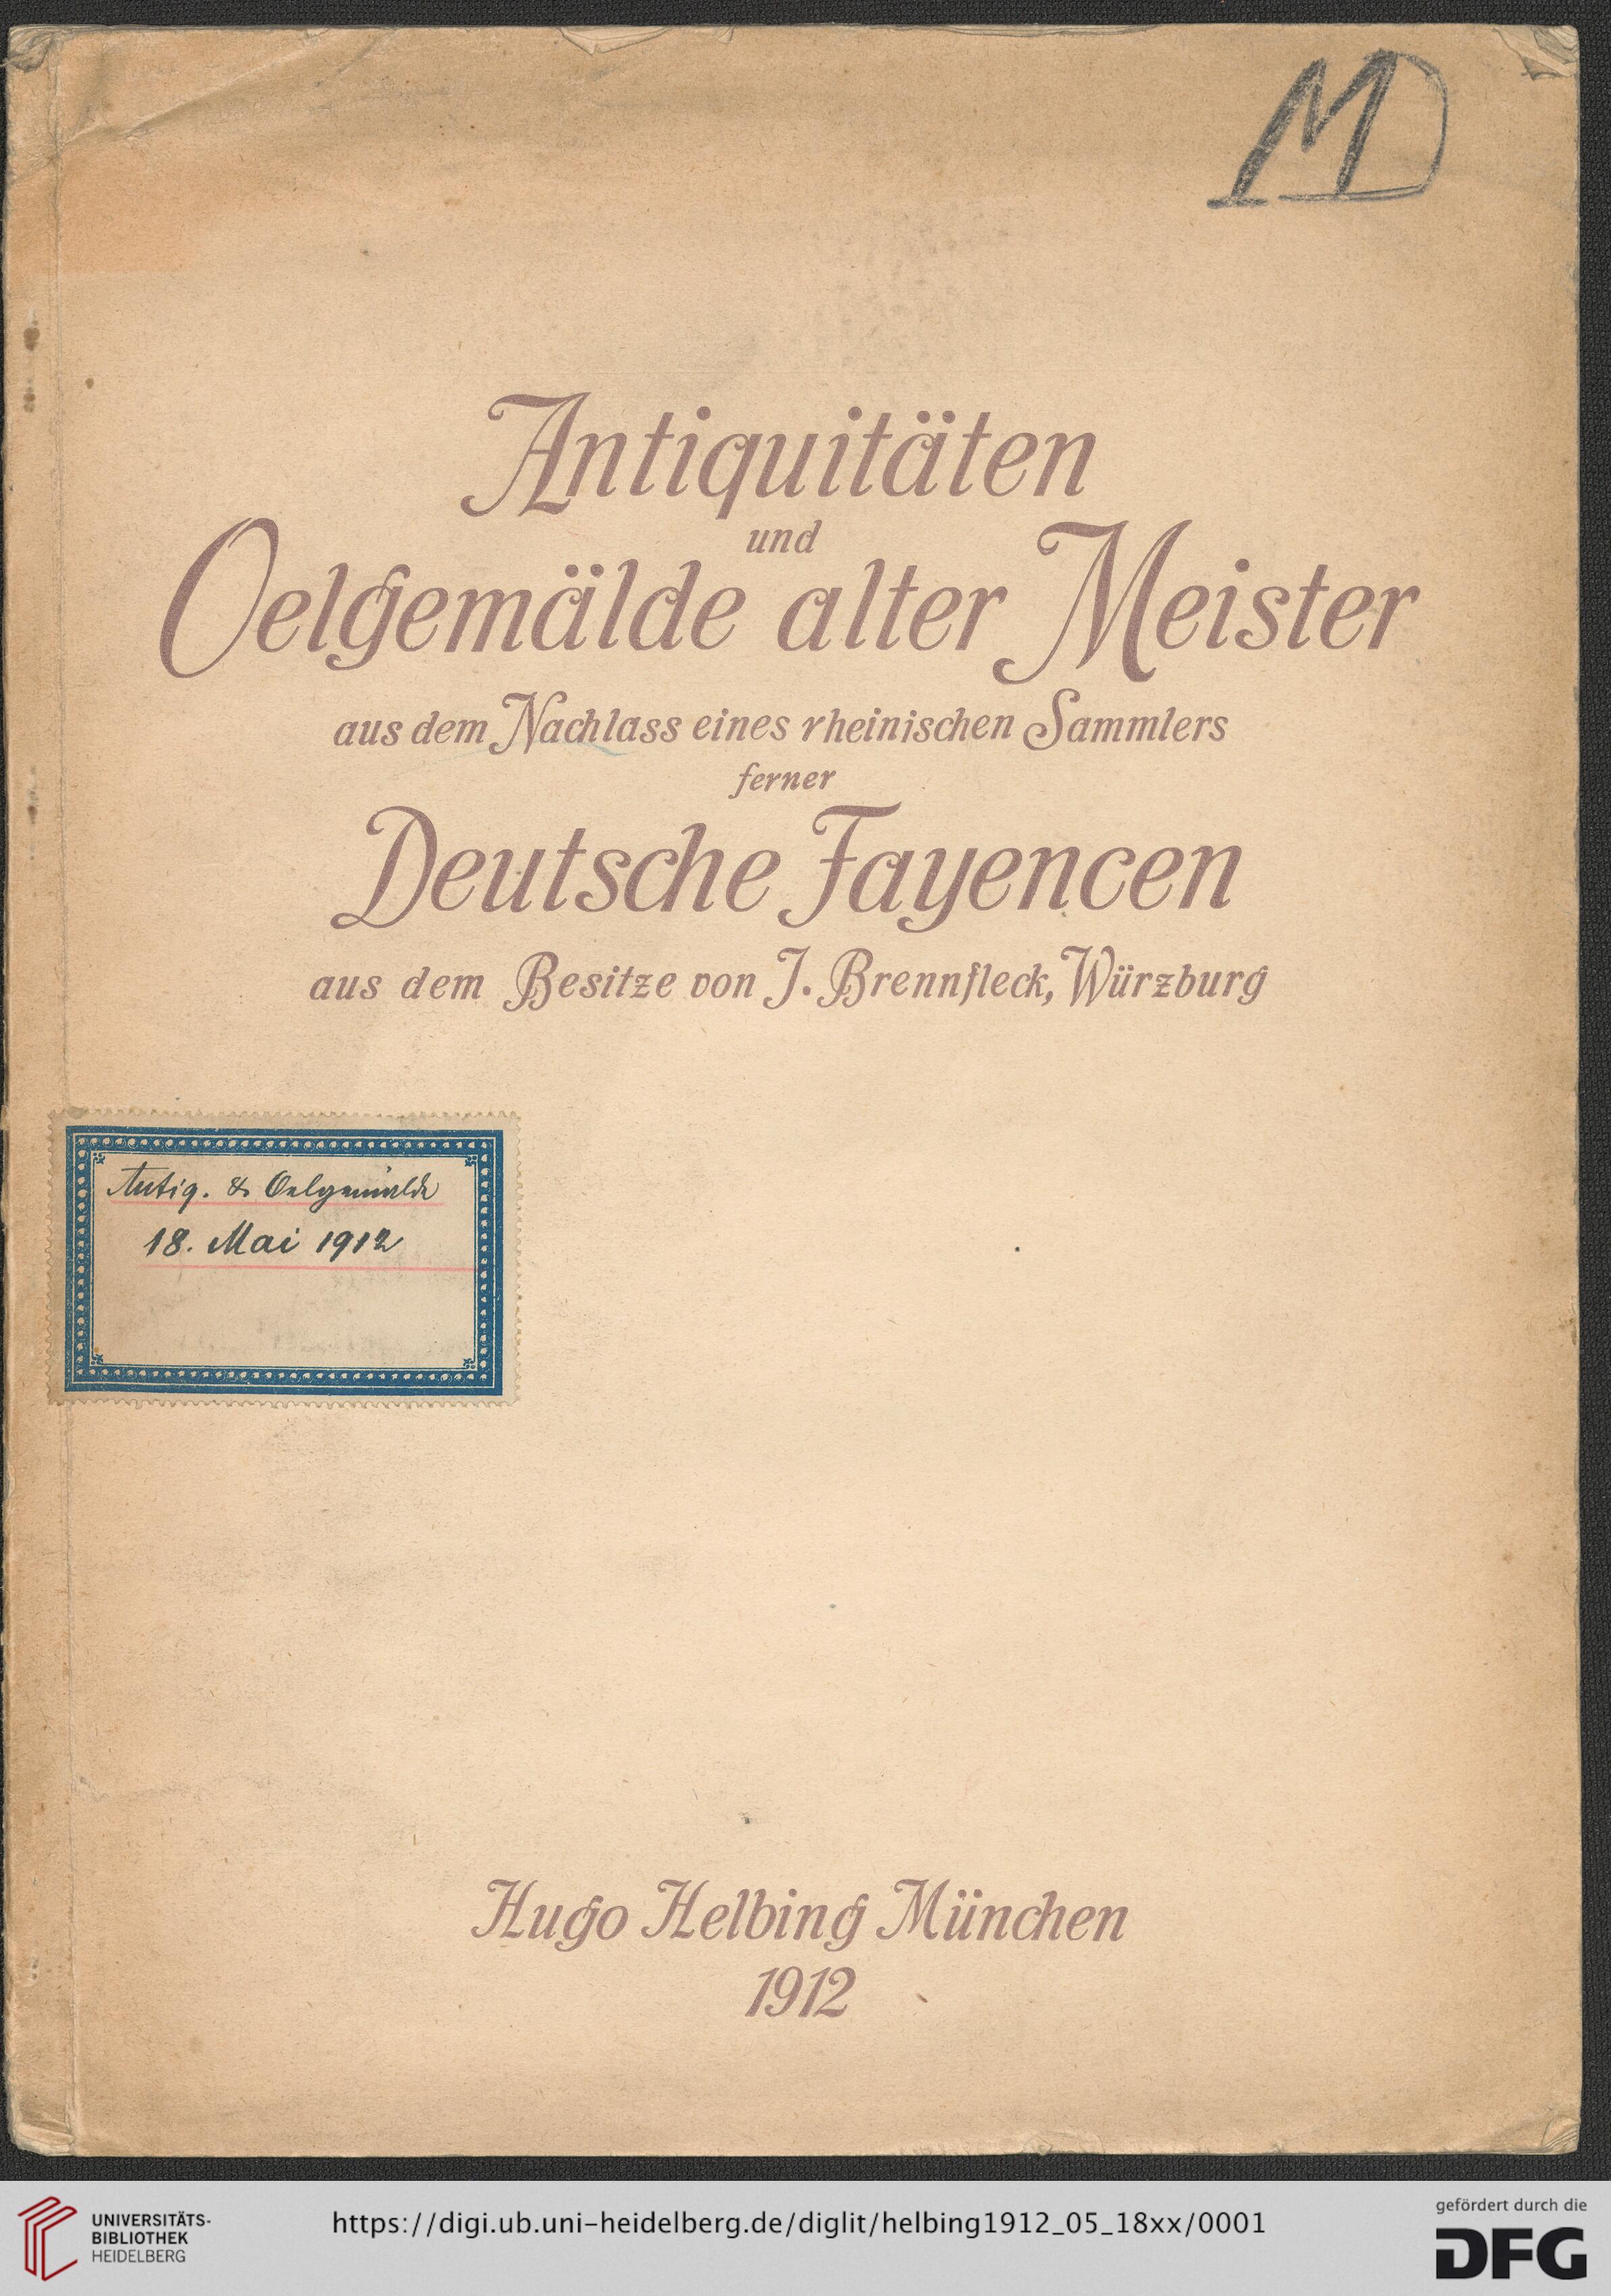 MD
Antiquitäten
und
Oelgemälde alter Meister
aus dem Nachlass eines rheinischen Sammlers
ferner
Deutsche Fayencen
aus dem Besitze von J. Brennfleck, Würzburg
Antiq. & Oelgemälde
18. Mai 1912
Hugo Helbing München
1912
UNIVERSITÄTS-
BIBLIOTHEK
HEIDELBERG
https://digi.ub.uni-heidelberg.de/diglit/helbing1912_05_18xx/0001
gefördert durch die
DFG